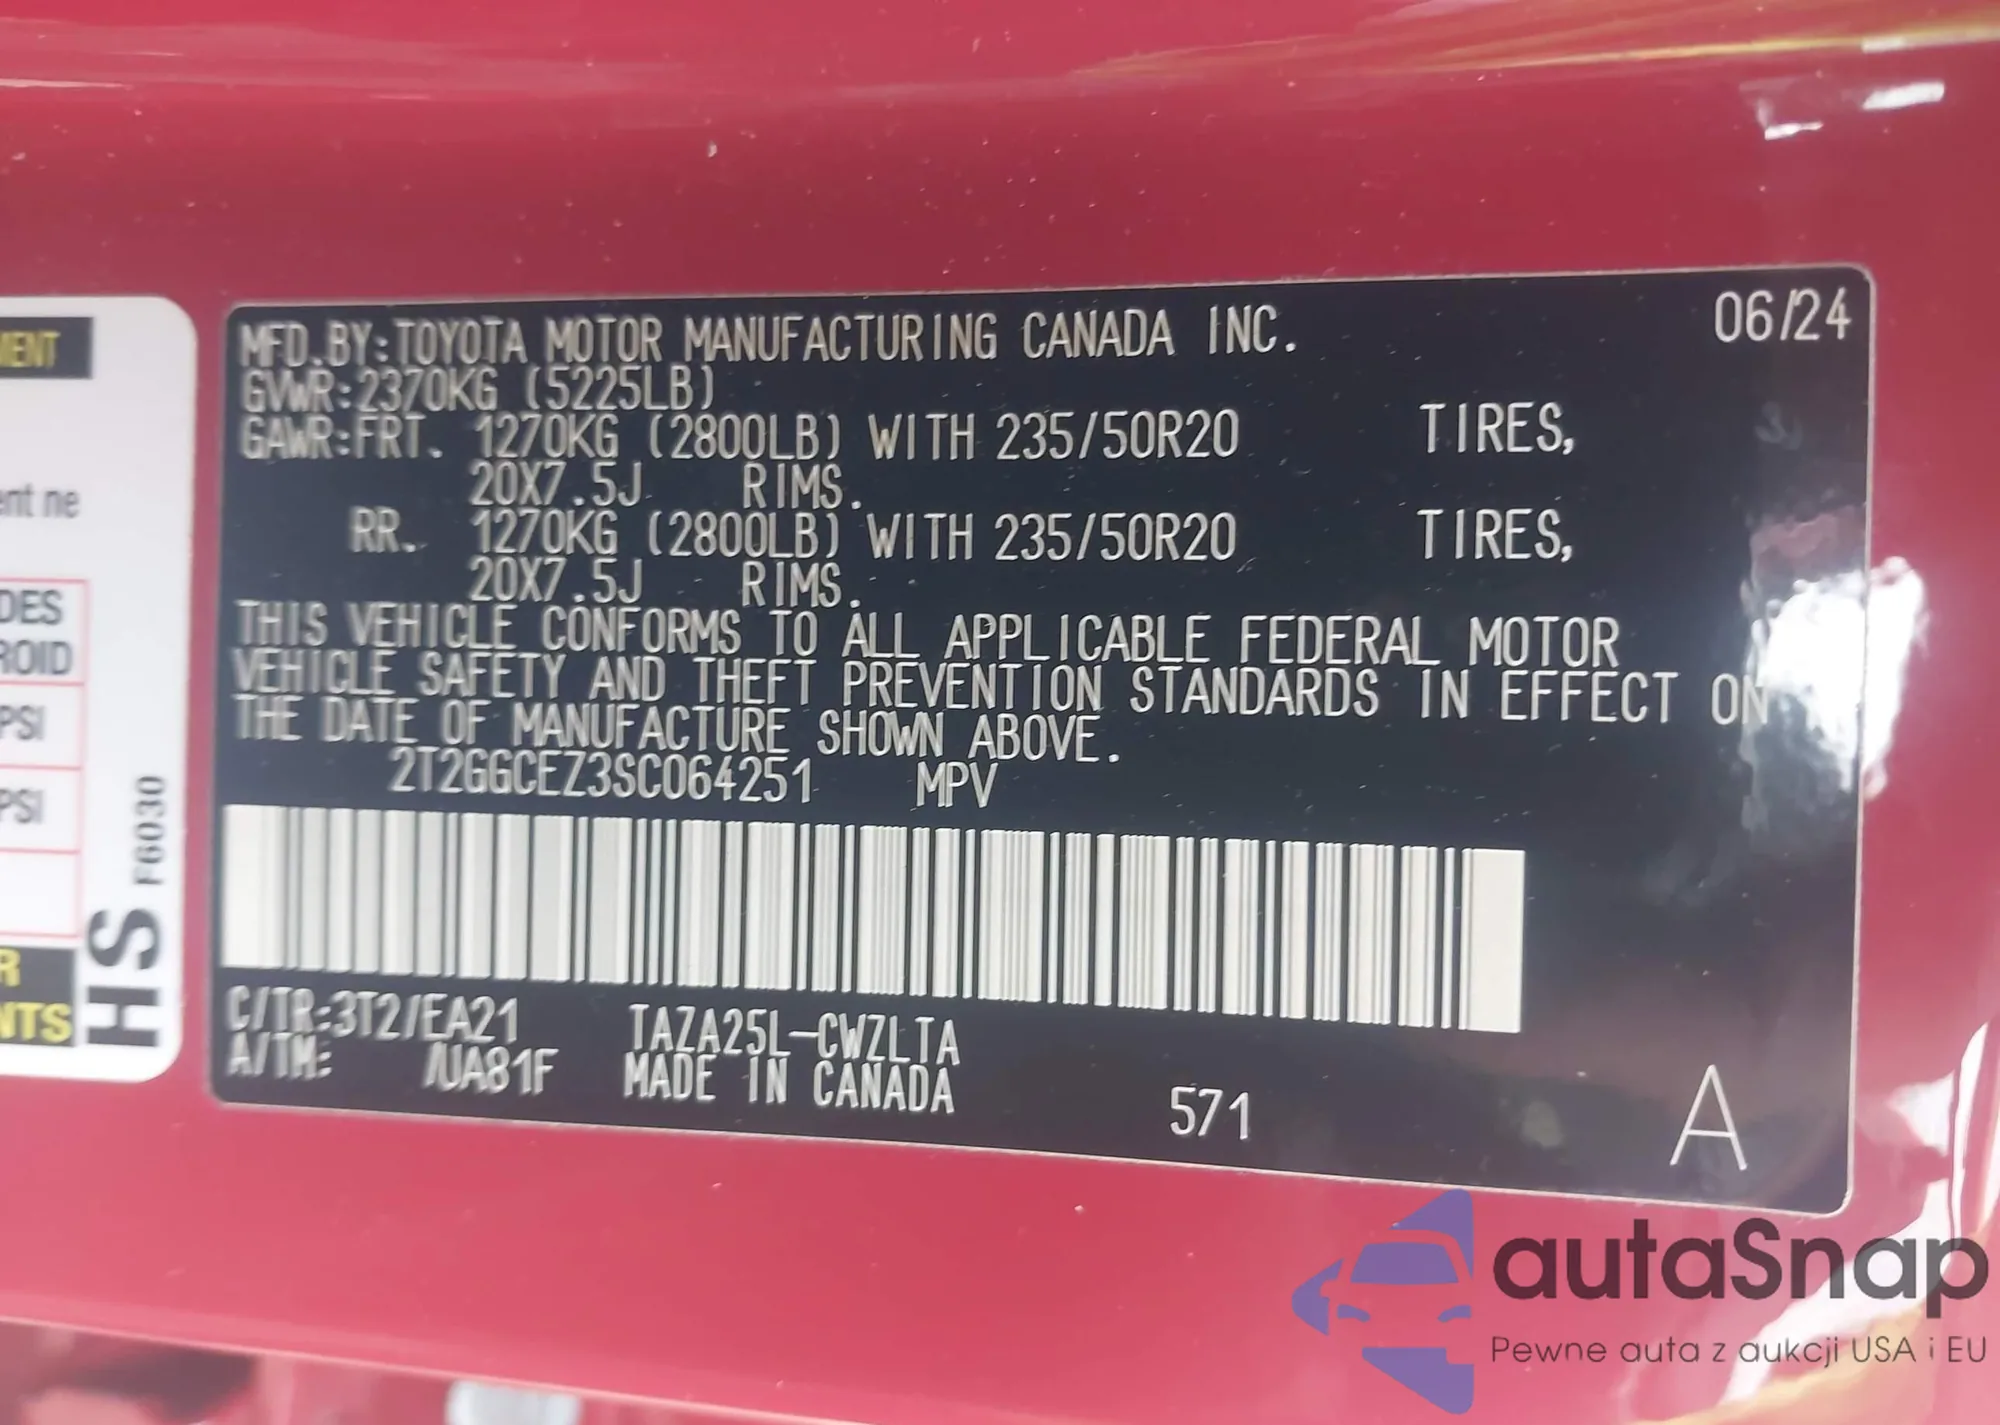 MFD.BY:TOYOTA MOTOR MANUFACTURING CANADA INC. 06/24
GVWR:2370KG (5225LB)
GAWR:FRT. 1270KG (2800LB) WITH 235/50R20 TIRES,
20X7.5J RIMS.
RR. 1270KG (2800LB) WITH 235/50R20 TIRES,
20X7.5J RIMS.
THIS VEHICLE CONFORMS TO ALL APPLICABLE FEDERAL MOTOR
VEHICLE SAFETY AND THEFT PREVENTION STANDARDS IN EFFECT ON
THE DATE OF MANUFACTURE SHOWN ABOVE.
2T2GGCEZ3SC064251 MPV
C/TR:3T2/EA21 TAZA25L-CWZLTA
A/TM: /UA81F MADE IN CANADA
571
A
ent ne
PSI
PSI
HS F6030
autaSnap
Pewne auta z aukcji USA i EU